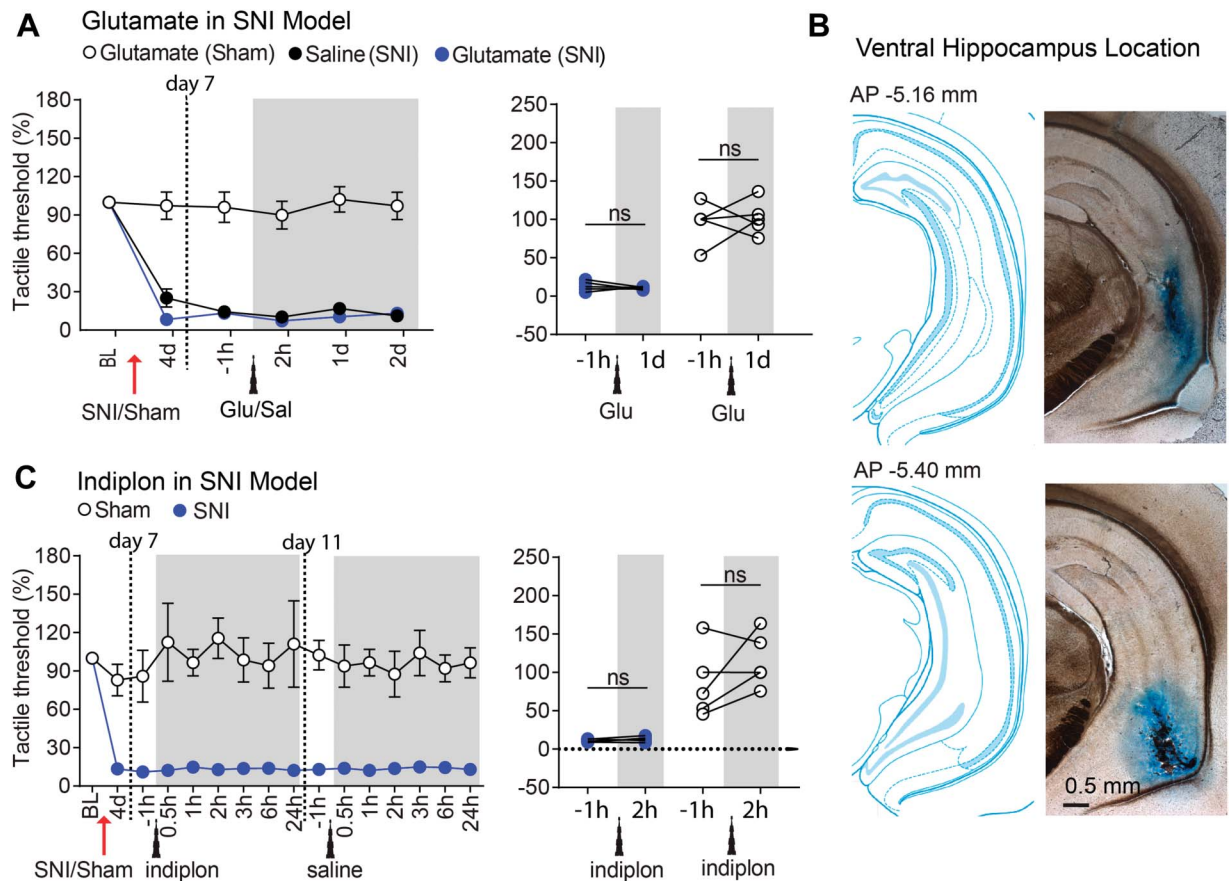 A
Glutamate in SNI Model
Glutamate (Sham) Saline (SNI) Glutamate (SNI)
day 7
Tactile threshold (%)
180
150
120
90
60
30
0
BL 4d -1h 2h 1d 2d
SNI/Sham Glu/Sal
250
200
150
100
50
0
-50
ns ns
-1h 1d -1h 1d
Glu Glu
B
Ventral Hippocampus Location
AP -5.16 mm
AP -5.40 mm
0.5 mm
C
Indiplon in SNI Model
Sham SNI
day 7 day 11
Tactile threshold (%)
180
150
120
90
60
30
0
BL 4d -1h 0.5h 1h 2h 3h 6h 24h -1h 0.5h 1h 2h 3h 6h 24h
SNI/Sham indiplon saline
250
200
150
100
50
0
-50
ns ns
-1h 2h -1h 2h
indiplon indiplon